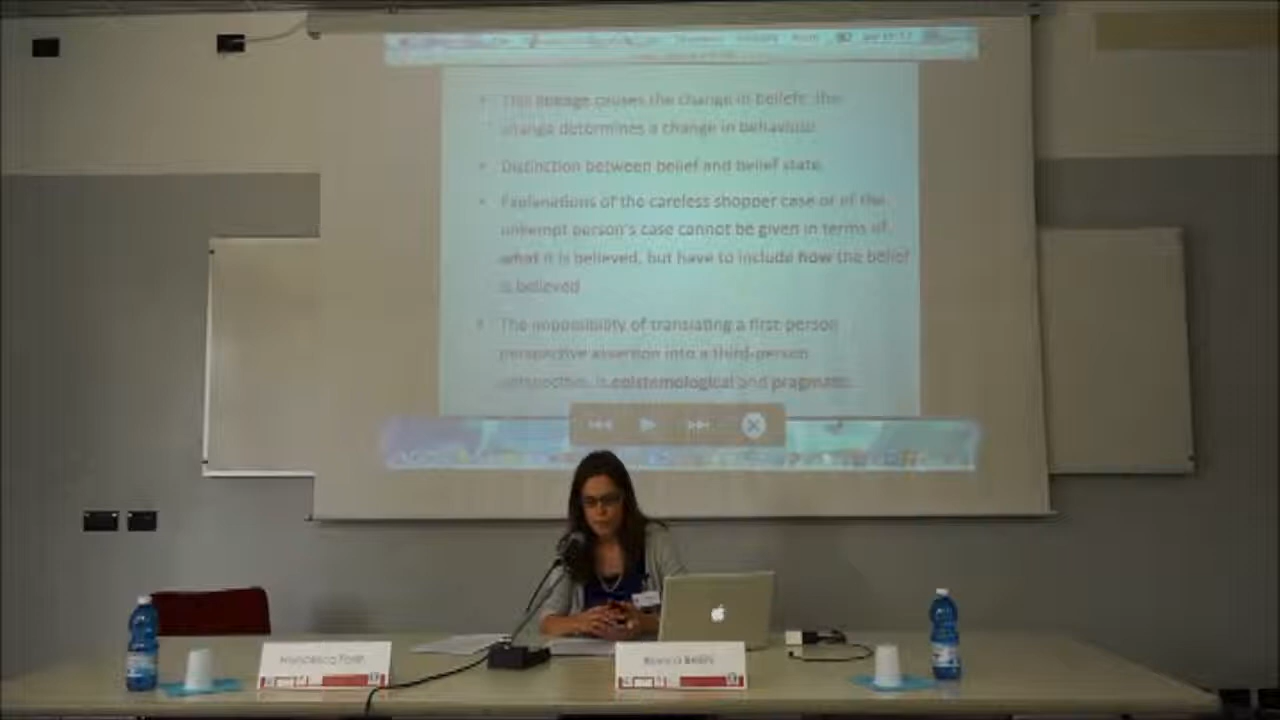 This linkage causes the change in beliefs: the
change determines a change in behaviour
Distinction between belief and belief state
Explanations of the careless shopper case or of the
unkempt person's case cannot be given in terms of
what it is believed, but have to include how the belief
is believed
The impossibility of translating a first-person
perspective assertion into a third-person
perspective is epistemological and pragmatic
Francesca